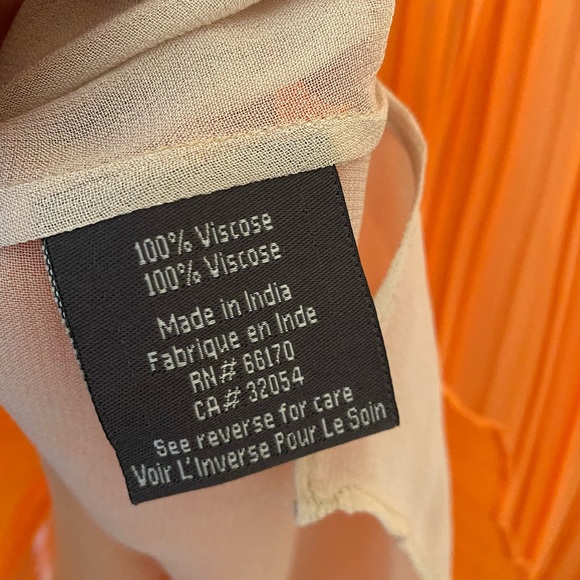 100% Viscose
100% Viscose
Made in India
Fabrique en Inde
RN# 66170
CA# 32054
See reverse for care
Voir L'Inverse Pour Le Soin